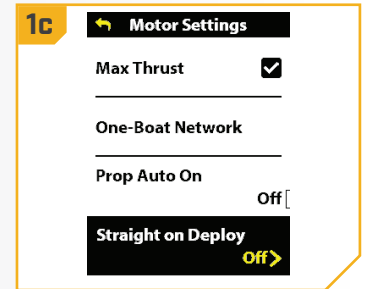 1c
Motor Settings
Max Thrust
One-Boat Network
Prop Auto On
Off
Straight on Deploy
Off>